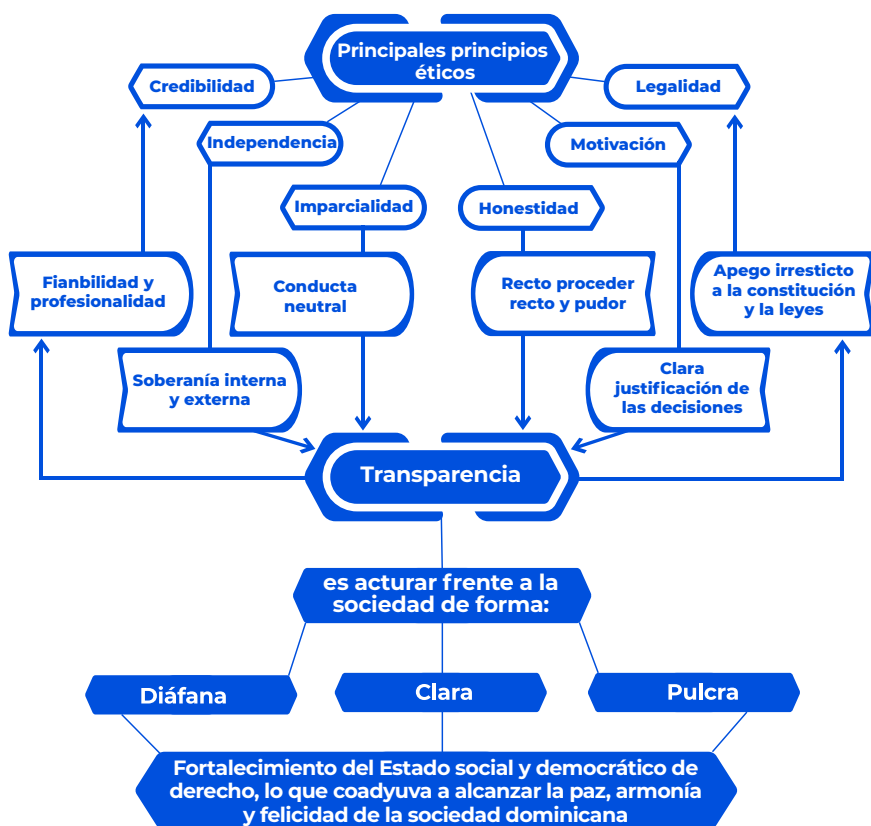 Principales principios
éticos
Credibilidad
Legalidad
Independencia
Motivación
Imparcialidad
Honestidad
Fianbilidad y
profesionalidad
Conducta
neutral
Recto proceder
recto y pudor
Apego irresticto
a la constitución
y la leyes
Soberanía interna
y externa
Clara
justificación de
las decisiones
Transparencia
es acturar frente a la
sociedad de forma:
Diáfana
Clara
Pulcra
Fortalecimiento del Estado social y democrático de
derecho, lo que coadyuva a alcanzar la paz, armonía
y felicidad de la sociedad dominicana